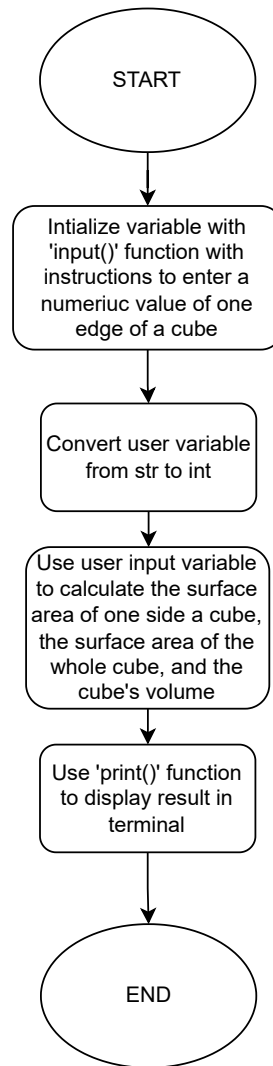 START
Intialize variable with
'input()' function with
instructions to enter a
numeriuc value of one
edge of a cube
Convert user variable
from str to int
Use user input variable
to calculate the surface
area of one side a cube,
the surface area of the
whole cube, and the
cube's volume
Use 'print()' function
to display result in
terminal
END